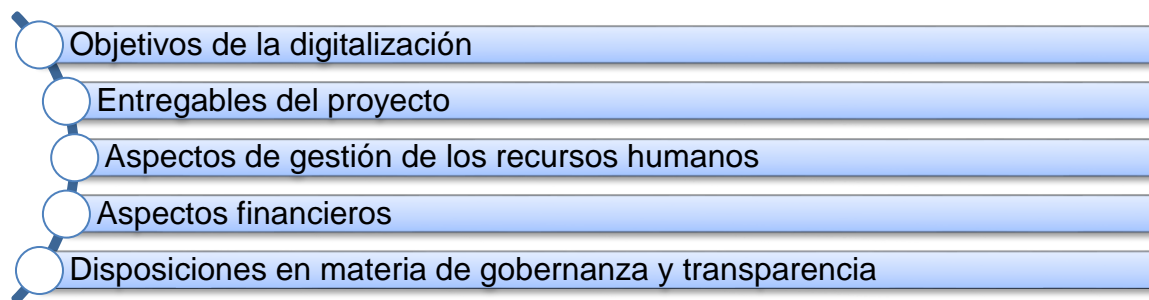 Objetivos de la digitalización
Entregables del proyecto
Aspectos de gestión de los recursos humanos
Aspectos financieros
Disposiciones en materia de gobernanza y transparencia